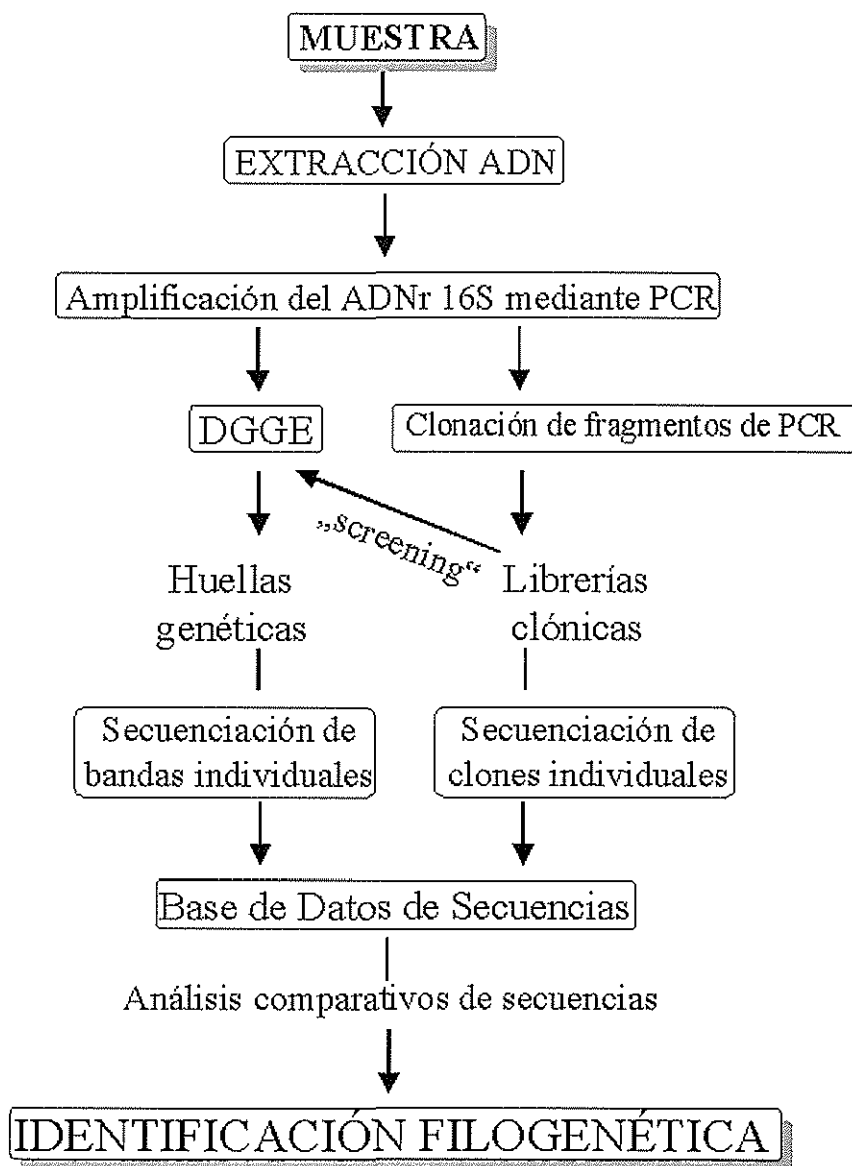 MUESTRA
EXTRACCIÓN ADN
Amplificación del ADNr 16S mediante PCR
DGGE
Clonación de fragmentos de PCR
„screening“
Huellas
genéticas
Librerías
clónicas
Secuenciación de
bandas individuales
Secuenciación de
clones individuales
Base de Datos de Secuencias
Análisis comparativos de secuencias
IDENTIFICACIÓN FILOGENÉTICA